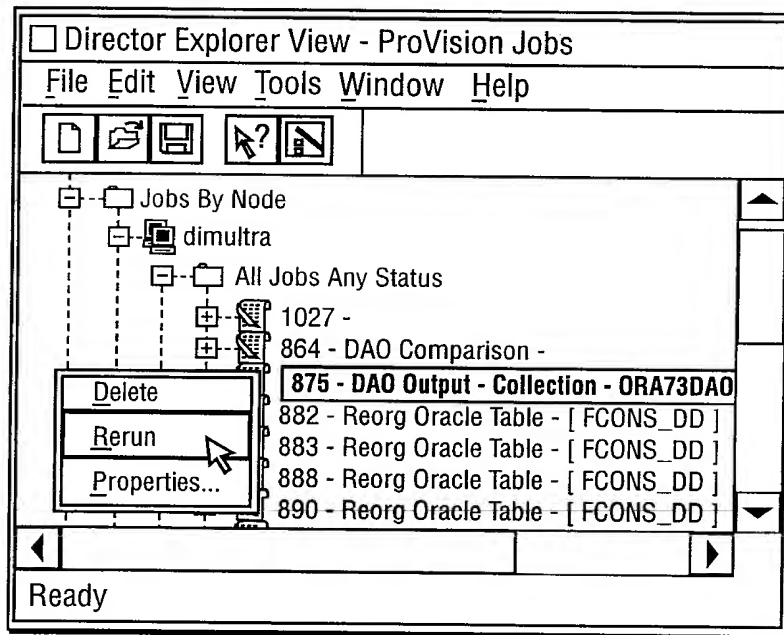 Director Explorer View - ProVision Jobs
File Edit View Tools Window Help
?
Jobs By Node
dimultra
All Jobs Any Status
1027 -
864 - DAO Comparison -
875 - DAO Output - Collection - ORA73DAO
882 - Reorg Oracle Table - [ FCONS_DD ]
883 - Reorg Oracle Table - [ FCONS_DD ]
888 - Reorg Oracle Table - [ FCONS_DD ]
890 - Reorg Oracle Table - [ FCONS_DD ]
Delete
Rerun
Properties...
Ready